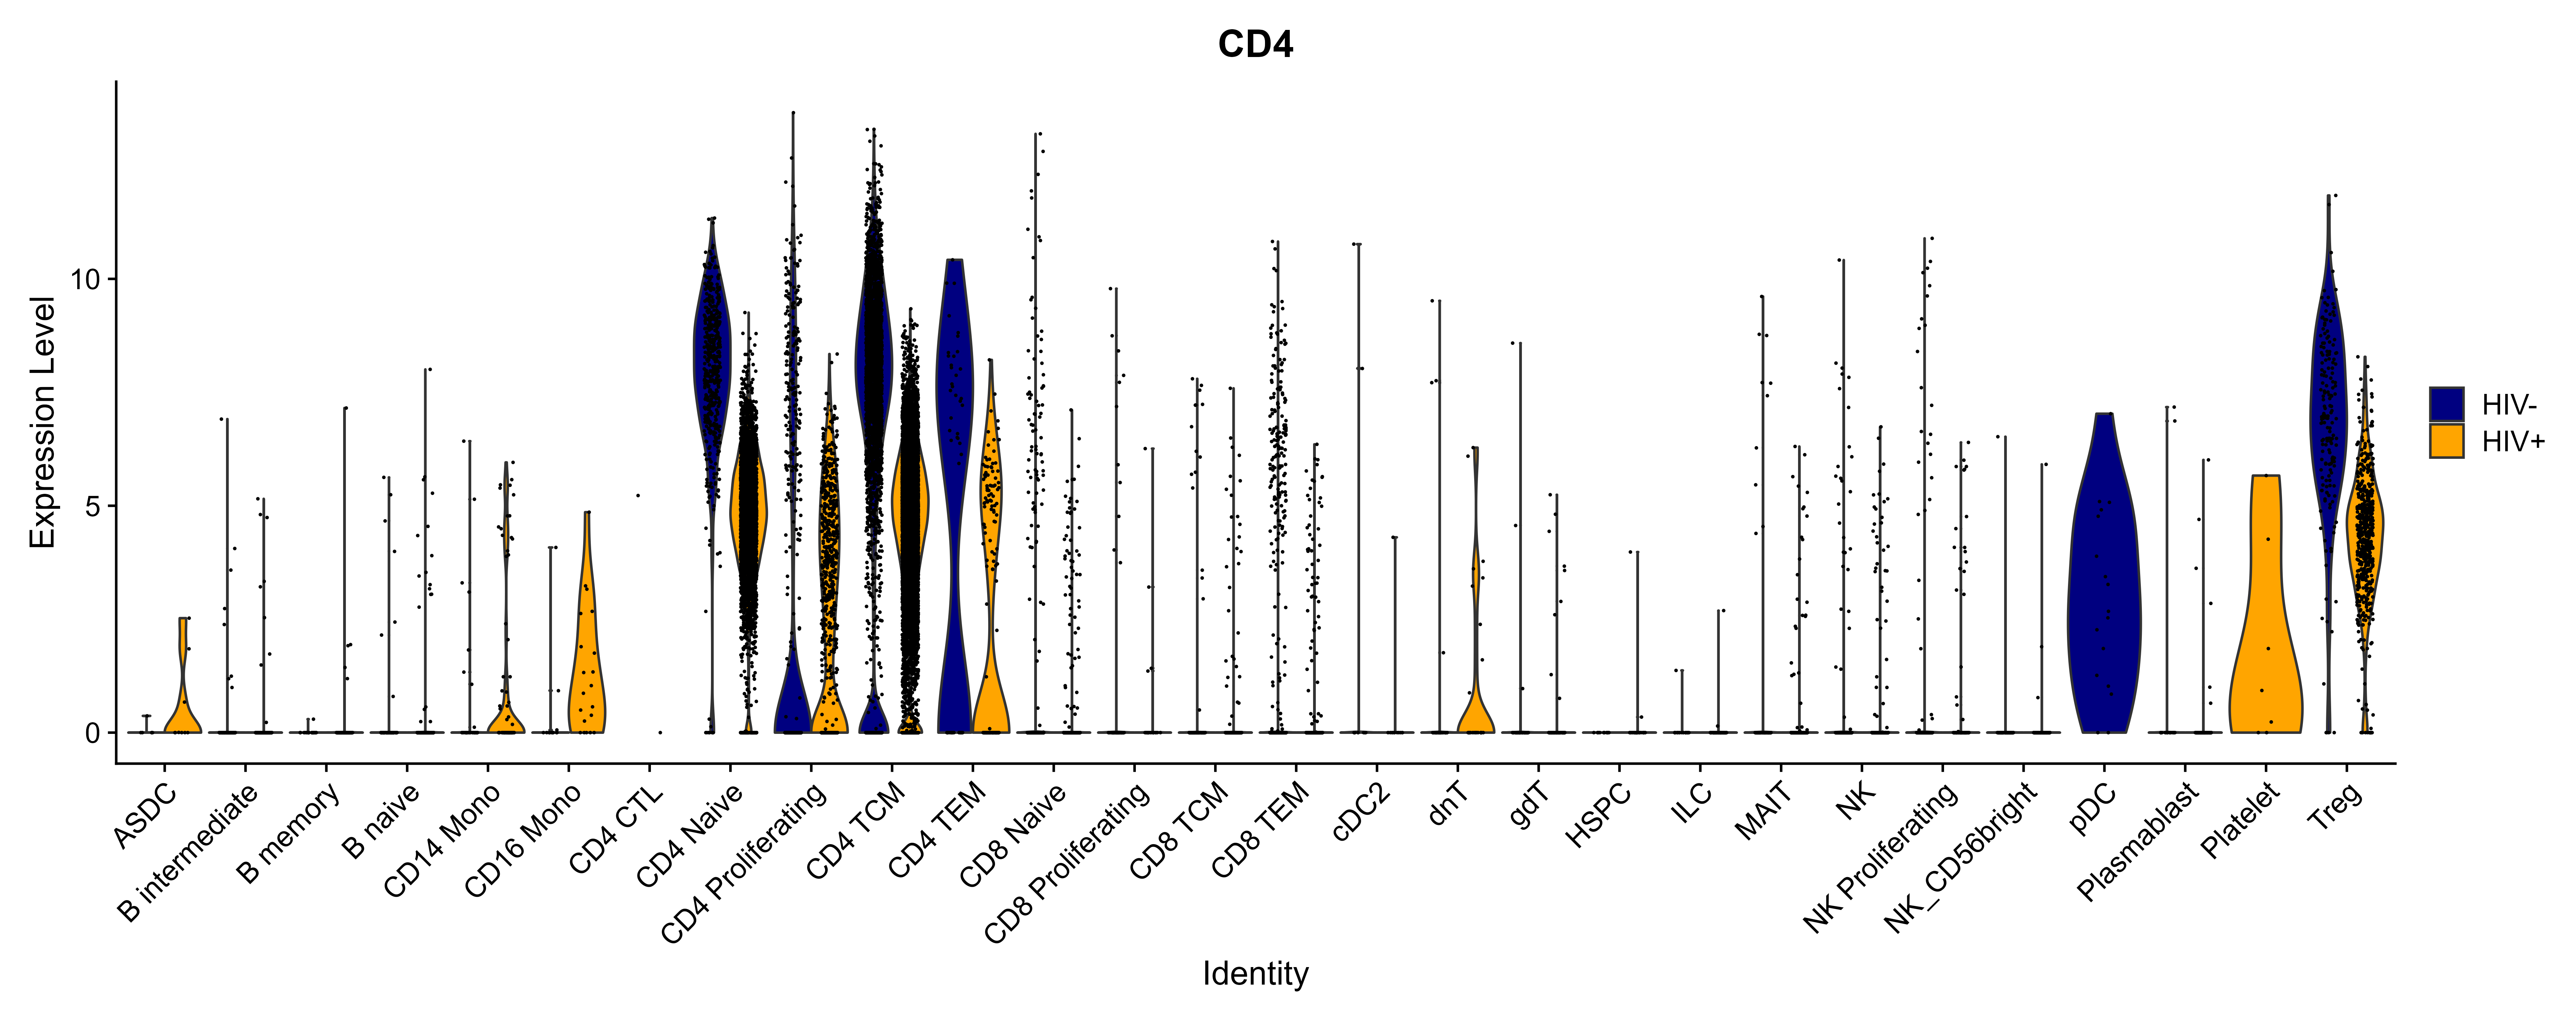 CD4
Expression Level
10
5
0
HIV-
HIV+
ASDC
B intermediate
B memory
B naive
CD14 Mono
CD16 Mono
CD4 CTL
CD4 Naive
CD4 Proliferating
CD4 TCM
CD4 TEM
CD8 Naive
CD8 Proliferating
CD8 TCM
CD8 TEM
cDC2
dnT
gdT
HSPC
ILC
MAIT
NK
NK Proliferating
NK_CD56bright
pDC
Plasmablast
Platelet
Treg
Identity